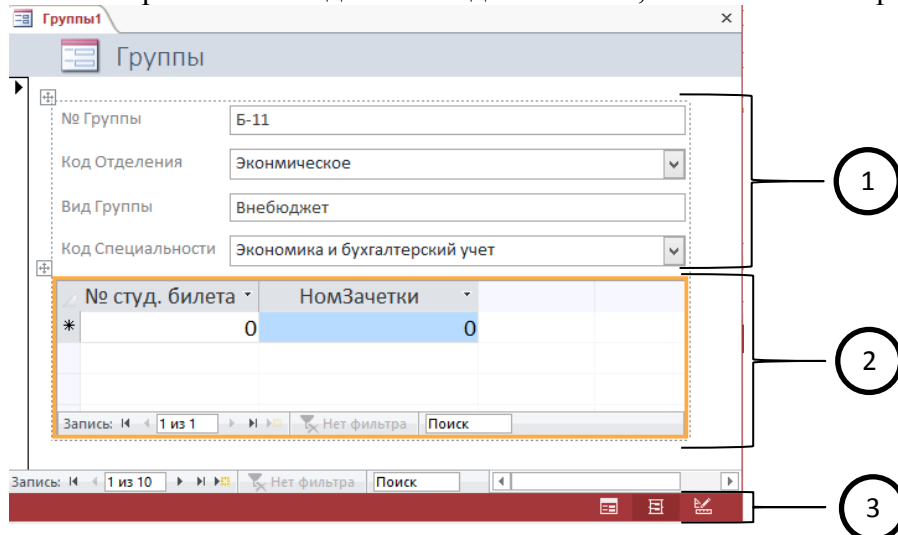 Группы1
Группы
№ Группы Б-11
Код Отделения Эконмическое
Вид Группы Внебюджет
Код Специальности Экономика и бухгалтерский учет
№ студ. билета НомЗачетки
0 0
Запись: 1 из 1 Нет фильтра Поиск
Запись: 1 из 10 Нет фильтра Поиск
1
2
3